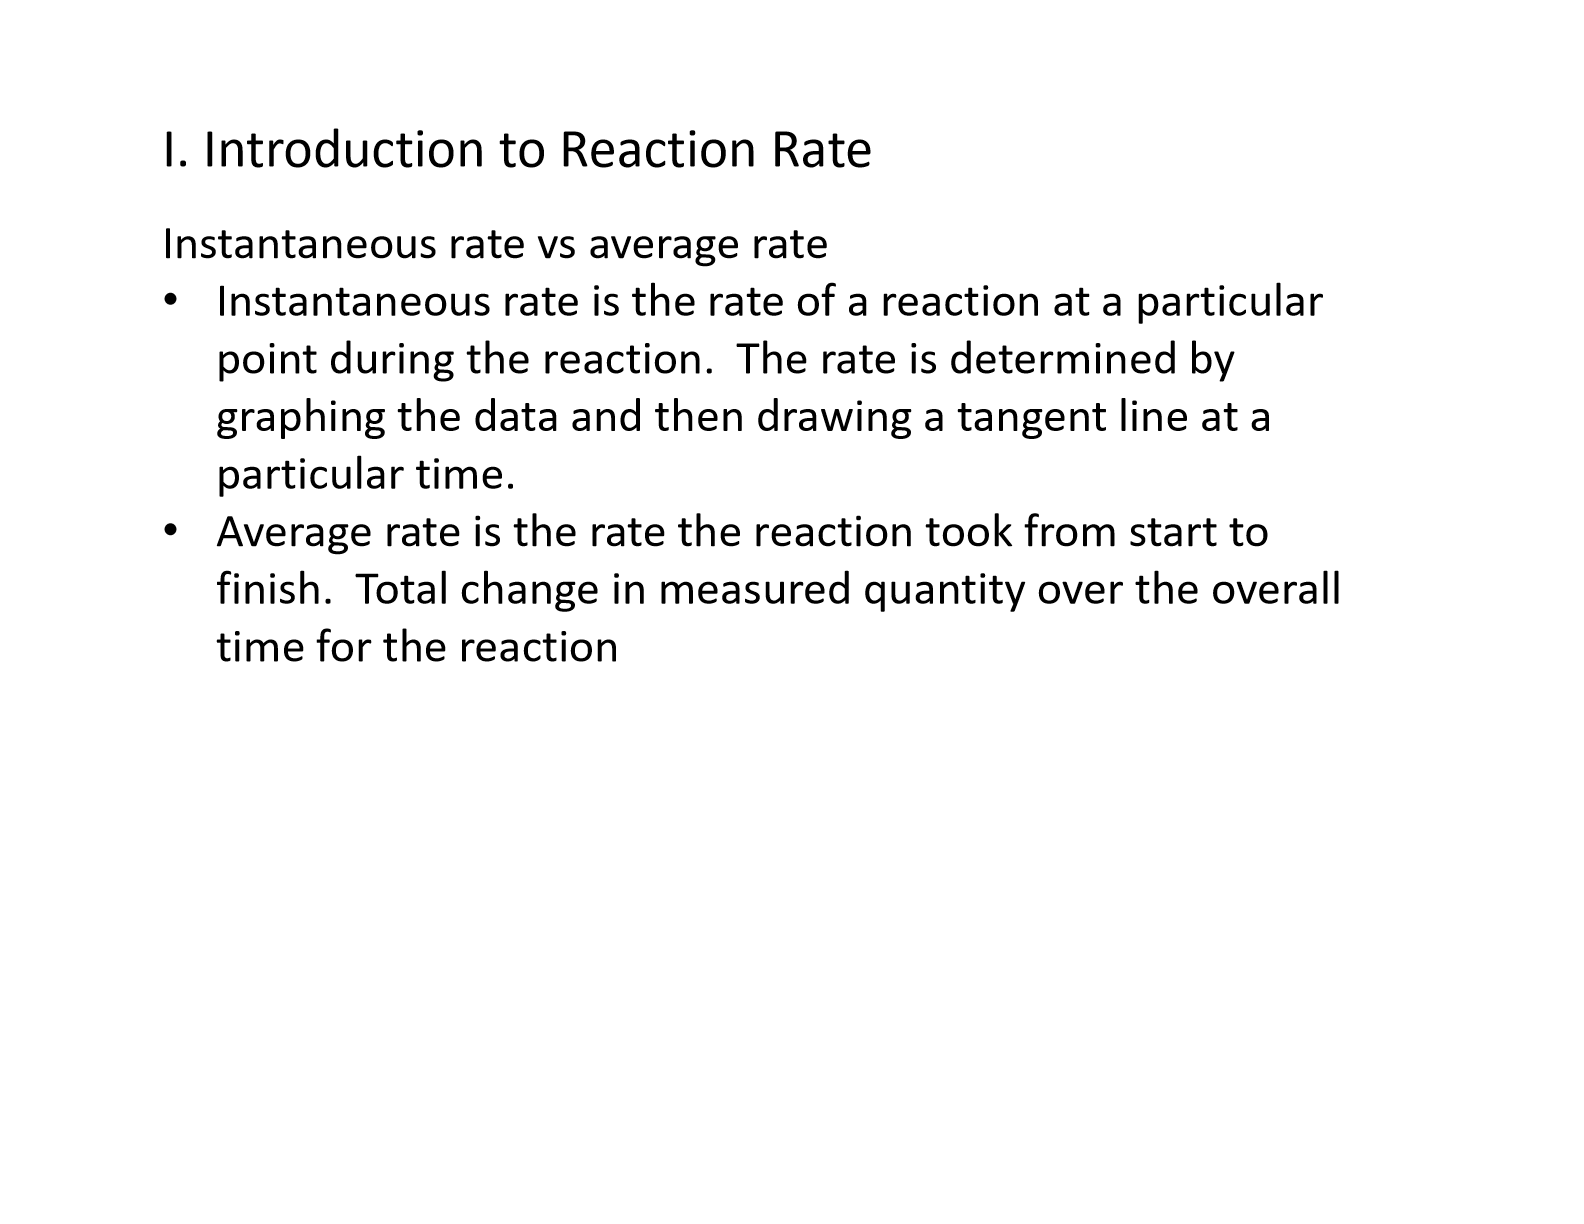 I. Introduction to Reaction Rate
Instantaneous rate vs average rate
• Instantaneous rate is the rate of a reaction at a particular
point during the reaction.  The rate is determined by
graphing the data and then drawing a tangent line at a
particular time.
• Average rate is the rate the reaction took from start to
finish.  Total change in measured quantity over the overall
time for the reaction